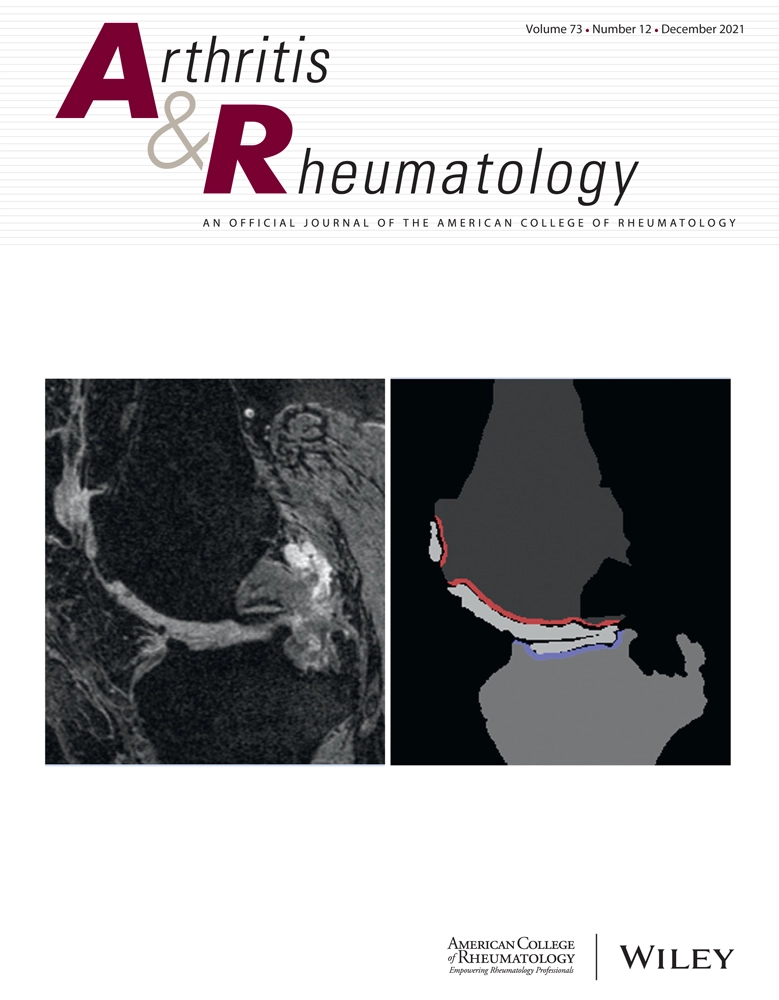 Volume 73 • Number 12 • December 2021
Arthritis
&
Rheumatology
AN OFFICIAL JOURNAL OF THE AMERICAN COLLEGE OF RHEUMATOLOGY
AMERICAN COLLEGE
of RHEUMATOLOGY
Empowering Rheumatology Professionals
WILEY